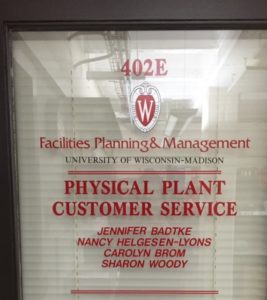 402E
W
Facilities Planning & Management
UNIVERSITY OF WISCONSIN-MADISON
PHYSICAL PLANT
CUSTOMER SERVICE
JENNIFER BADTKE
NANCY HELGESEN-LYONS
CAROLYN BROM
SHARON WOODY